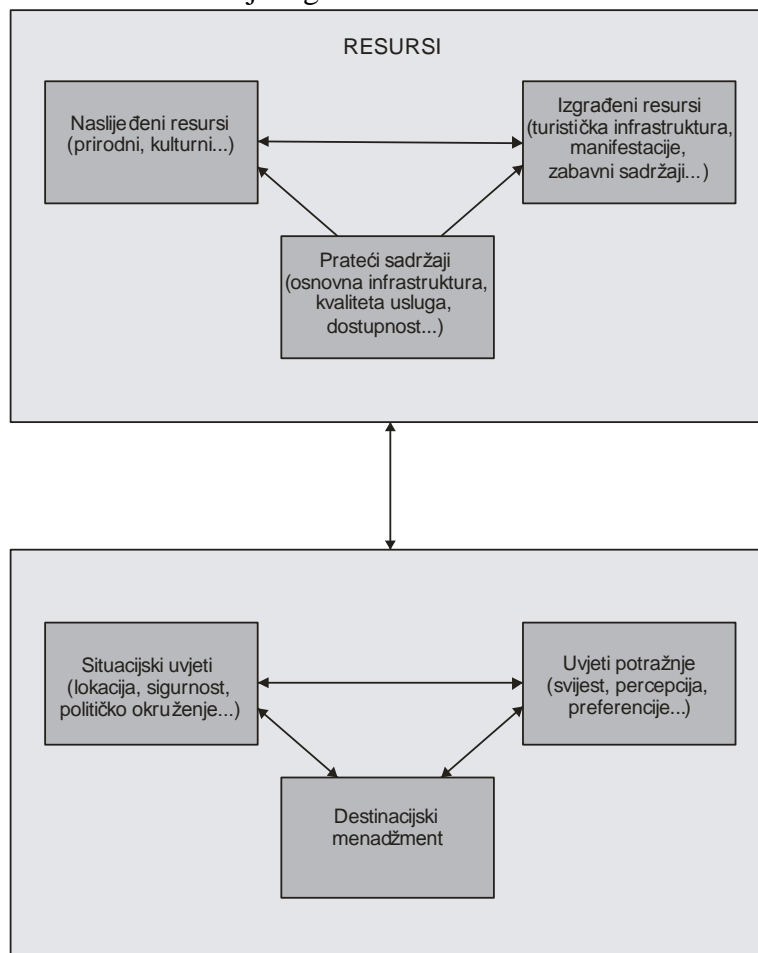 RESURSI
Naslijeđeni resursi
(prirodni, kulturni...)
Izgrađeni resursi
(turistička infrastruktura,
manifestacije,
zabavni sadržaji...)
Prateći sadržaji
(osnovna infrastruktura,
kvaliteta usluga,
dostupnost...)
Situacijski uvjeti
(lokacija, sigurnost,
političko okruženje...)
Uvjeti potražnje
(svijest, percepcija,
preferencije...)
Destinacijski
menadžment